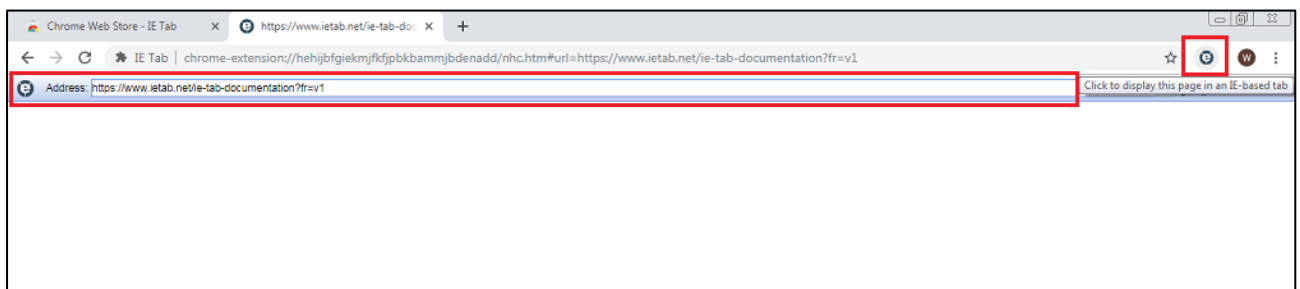 Chrome Web Store - IE Tab
https://www.ietab.net/ie-tab-doc
IE Tab | chrome-extension://hehijbfgiekmjfkfjpbkbammjbdenadd/nhc.htm#url=https://www.ietab.net/ie-tab-documentation?fr=v1
W
Address: https://www.ietab.net/ie-tab-documentation?fr=v1
Click to display this page in an IE-based tab